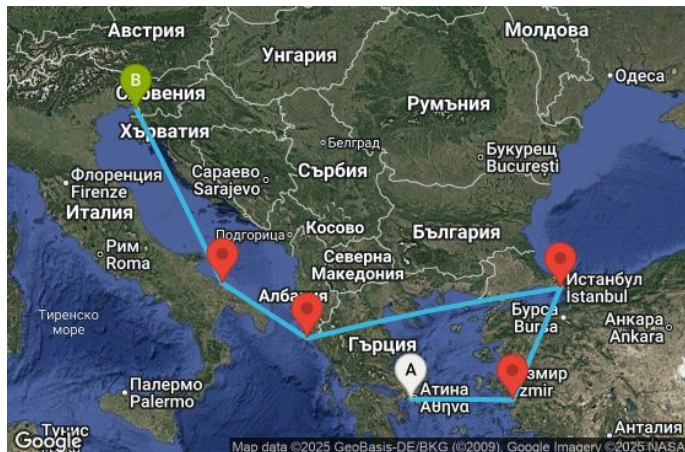 Австрия
Молдова
Унгария
Одеса
B
Словения
Румъния
Хърватия
Белград
Букурещ
București
Флоренция
Firenze
Сараево
Sarajevo
Сърбия
Италия
България
Подгорица
Косово
Рим
Roma
Северна
Македония
Истанбул
İstanbul
Албания
Тиренско
море
Бурса
Bursa
Анкара
Ankara
Гърция
A
Измир
Izmir
Атина
Αθήνα
Палермо
Palermo
Анталия
Тунис
Google
Map data ©2025 GeoBasis-DE/BKG (©2009), Google Imagery ©2025 NASA